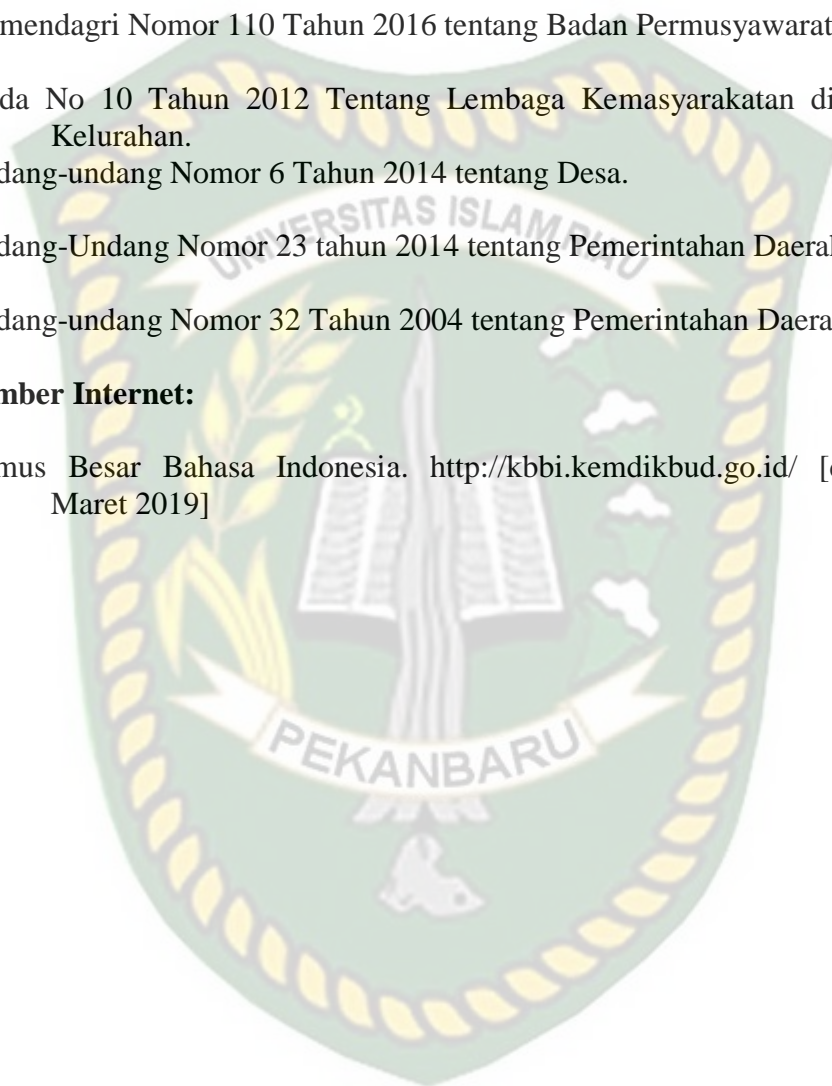 mendagri Nomor 110 Tahun 2016 tentang Badan Permusyawarat
da No 10 Tahun 2012 Tentang Lembaga Kemasyarakatan di
Kelurahan.
dang-undang Nomor 6 Tahun 2014 tentang Desa.
UNIVERSITAS ISLAM RIAU
dang-Undang Nomor 23 tahun 2014 tentang Pemerintahan Daerah
dang-undang Nomor 32 Tahun 2004 tentang Pemerintahan Daera
mber Internet:
mus Besar Bahasa Indonesia. http://kbbi.kemdikbud.go.id/ [
Maret 2019]
PEKANBARU